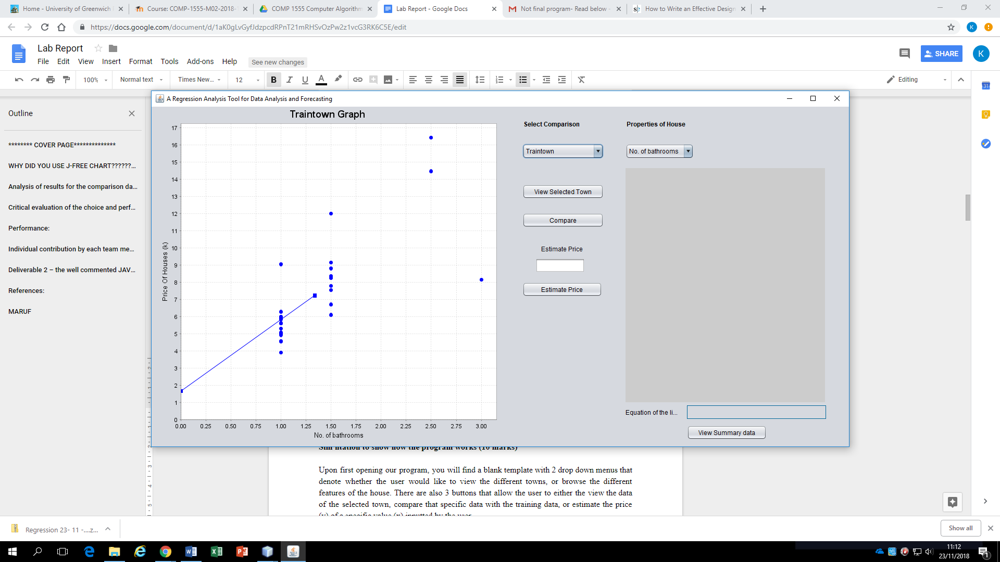 Home - University of Greenwich
Course: COMP-1555-M02-2018-
COMP 1555 Computer Algorithm
Lab Report - Google Docs
Not final program- Read below -
How to Write an Effective Design
https://docs.google.com/document/d/1aK0gLvGyfJdzpcdRPnT21mRHSvOzPw2z1vcG3RK6C5E/edit
K
Lab Report
File Edit View Insert Format Tools Add-ons Help See new changes
SHARE
K
100% Normal text Times New... 12 B I U A Editing
31
A Regression Analysis Tool for Data Analysis and Forecasting
Outline
******** COVER PAGE**************
WHY DID YOU USE J-FREE CHART??????...
Analysis of results for the comparison da...
Critical evaluation of the choice and perf...
Performance:
Individual contribution by each team me...
Deliverable 2 – the well commented JAV...
References:
MARUF
Traintown Graph
17
16
15
14
13
12
11
10
9
8
7
6
5
4
3
2
1
0
Price Of Houses (k)
0.00 0.25 0.50 0.75 1.00 1.25 1.50 1.75 2.00 2.25 2.50 2.75 3.00
No. of bathrooms
Select Comparison
Properties of House
Traintown
No. of bathrooms
View Selected Town
Compare
Estimate Price
Estimate Price
Equation of the li...
View Summary data
to show how the program works (10 marks)
Upon first opening our program, you will find a blank template with 2 drop down menus that
denote whether the user would like to view the different towns, or browse the different
features of the house. There are also 3 buttons that allow the user to either the view the data
of the selected town, compare that specific data with the training data, or estimate the price
(y) of a specific value (x) inputted by the user
Regression 23- 11 -....z...
Show all
11:12
23/11/2018
1